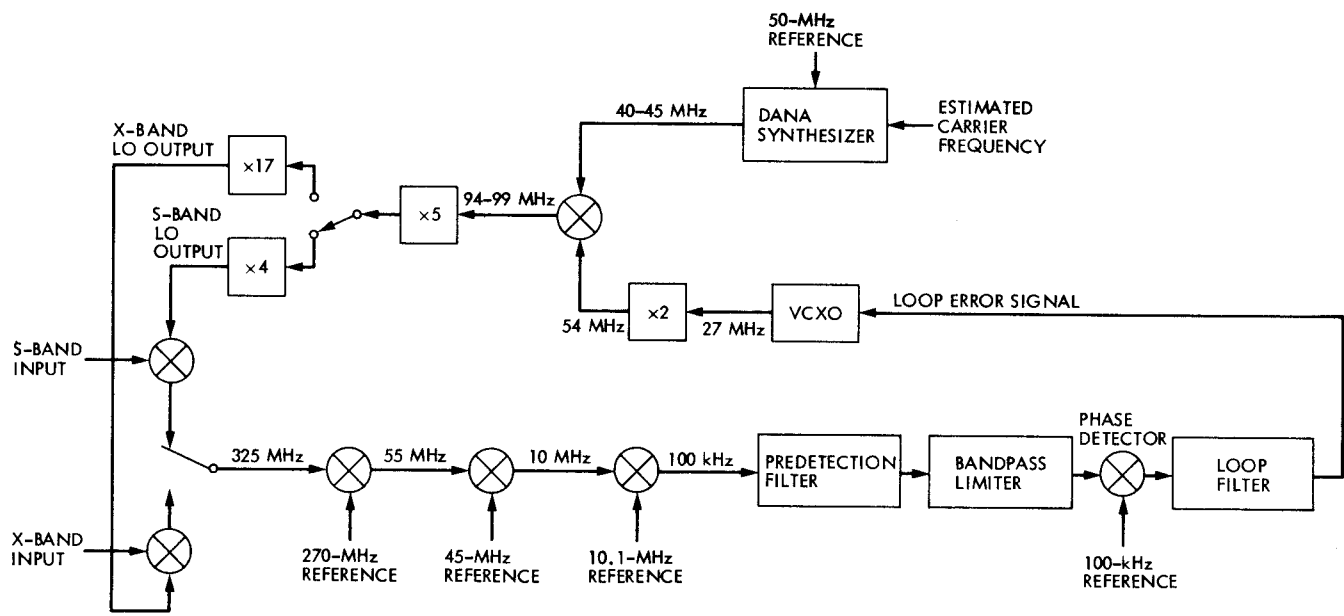 50-MHz
REFERENCE
40-45 MHz
DANA
SYNTHESIZER
ESTIMATED
CARRIER
FREQUENCY
X-BAND
LO OUTPUT
×17
94-99 MHz
×5
S-BAND
LO
OUTPUT
×4
54 MHz
×2
27 MHz
VCXO
LOOP ERROR SIGNAL
S-BAND
INPUT
325 MHz
55 MHz
10 MHz
100 kHz
PREDETECTION
FILTER
BANDPASS
LIMITER
PHASE
DETECTOR
LOOP
FILTER
X-BAND
INPUT
270-MHz
REFERENCE
45-MHz
REFERENCE
10.1-MHz
REFERENCE
100-kHz
REFERENCE